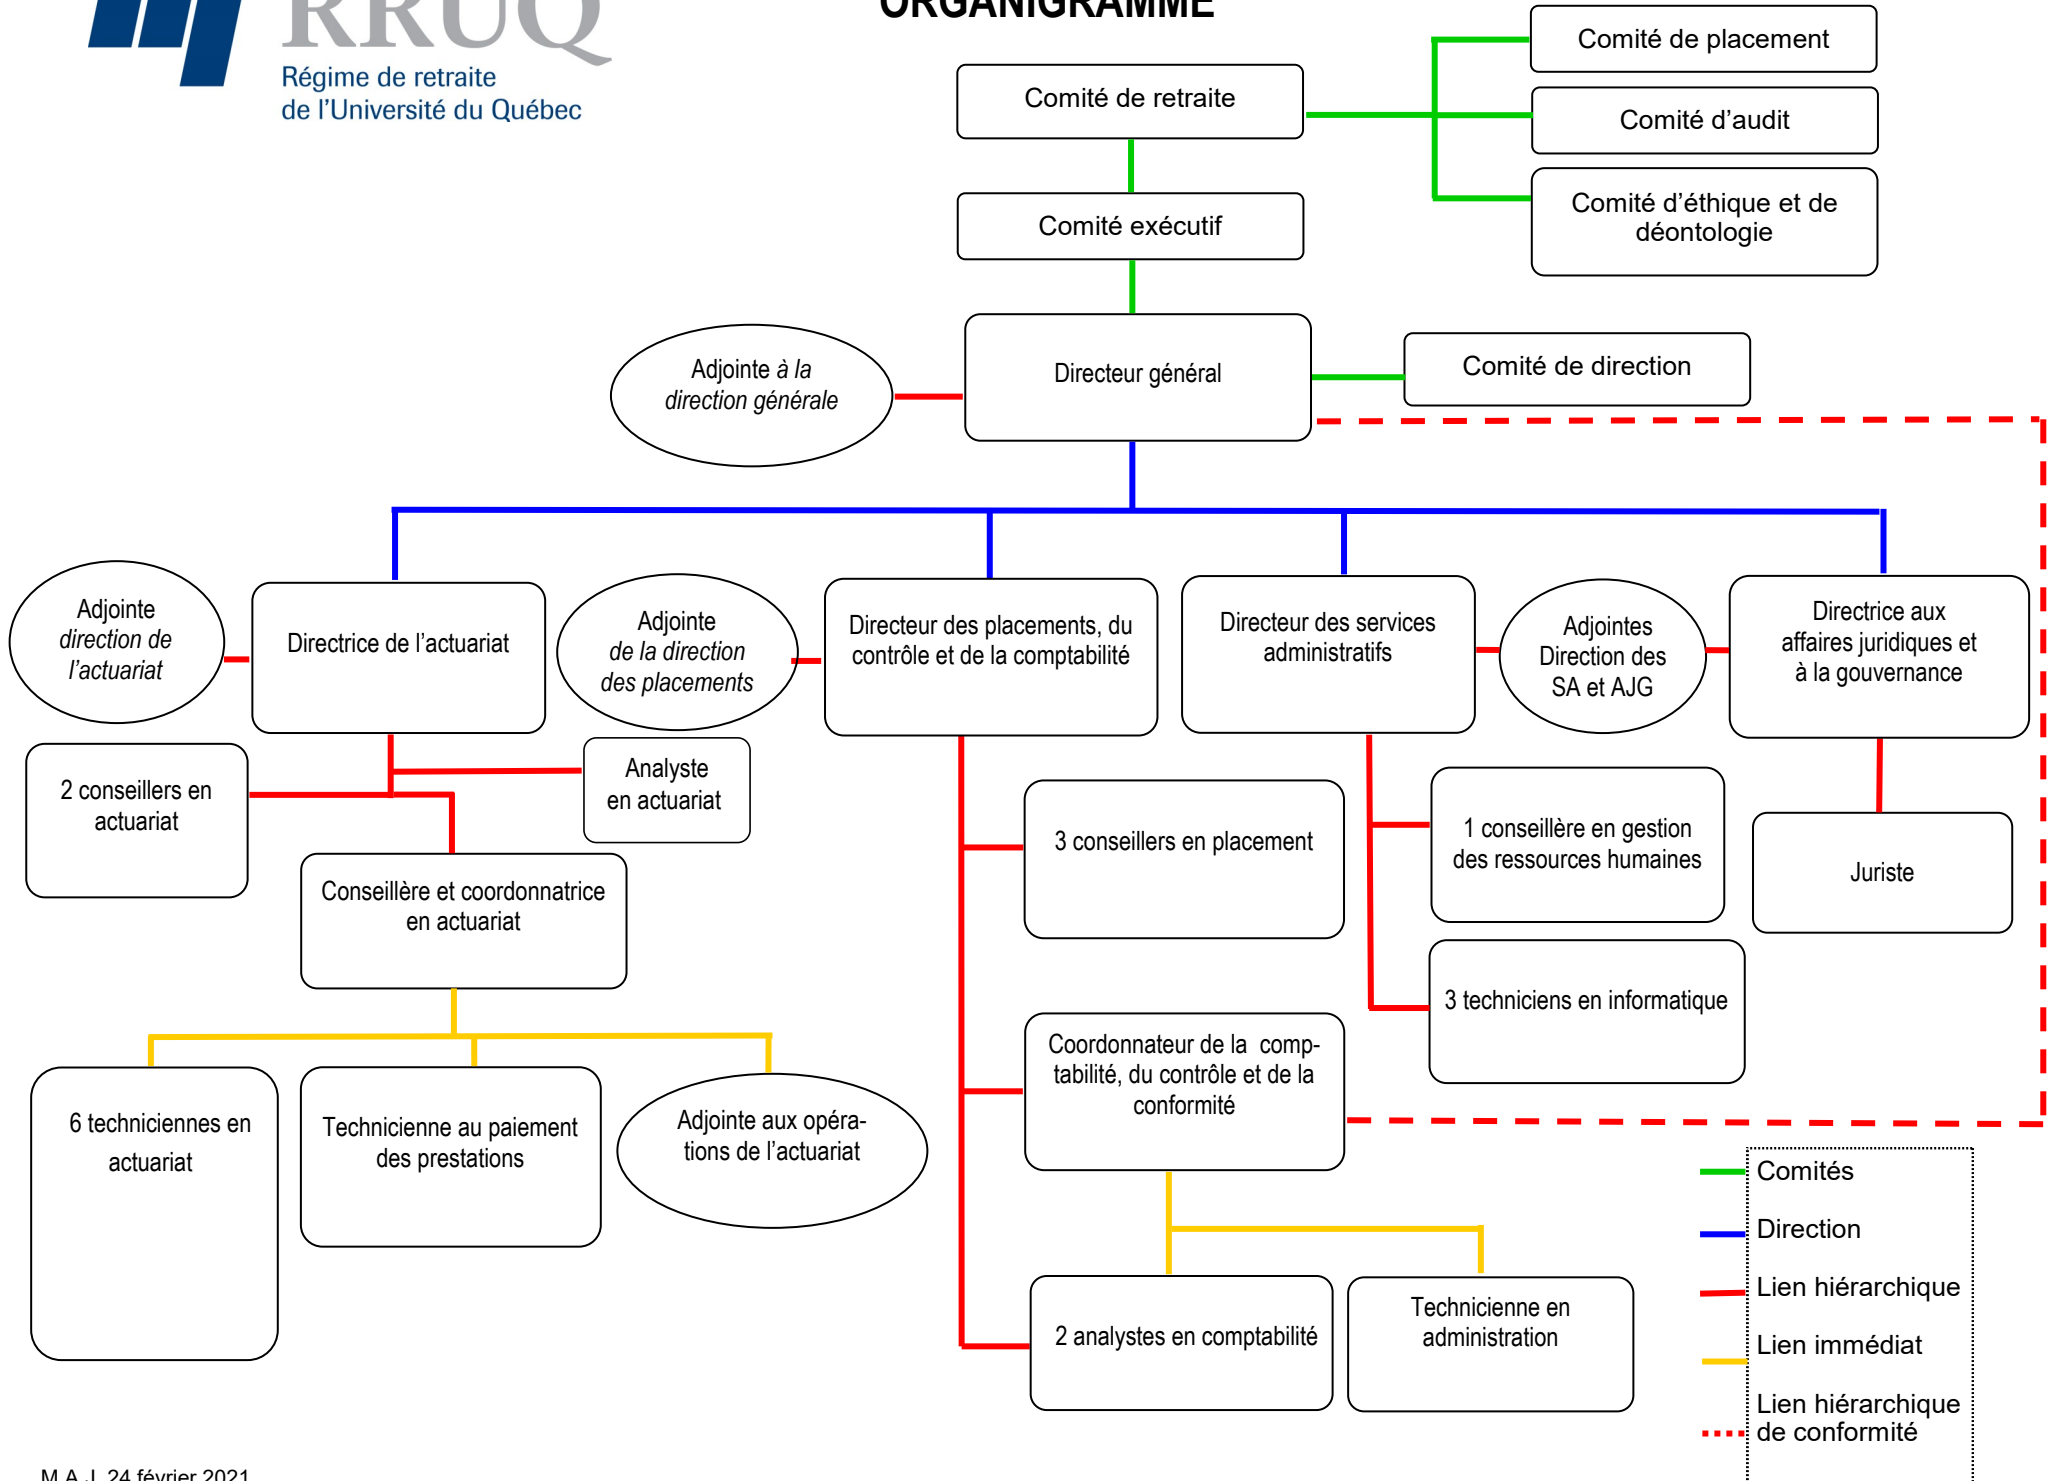 ORGANIGRAMME
RRUQ
Régime de retraite
de l'Université du Québec
Comité de placement
Comité de retraite
Comité d'audit
Comité d'éthique et de
déontologie
Comité exécutif
Adjointe à la
direction générale
Directeur général
Comité de direction
Adjointe
direction de
l'actuariat
Directrice de l'actuariat
Adjointe
de la direction
des placements
Directeur des placements, du
contrôle et de la comptabilité
Directeur des services
administratifs
Adjointes
Direction des
SA et AJG
Directrice aux
affaires juridiques et
à la gouvernance
2 conseillers en
actuariat
Analyste
en actuariat
3 conseillers en placement
1 conseillère en gestion
des ressources humaines
Juriste
Conseillère et coordonnatrice
en actuariat
3 techniciens en informatique
Coordonnateur de la comp-
tabilité, du contrôle et de la
conformité
6 techniciennes en
actuariat
Technicienne au paiement
des prestations
Adjointe aux opéra-
tions de l'actuariat
2 analystes en comptabilité
Technicienne en
administration
Comités
Direction
Lien hiérarchique
Lien immédiat
Lien hiérarchique
de conformité
M.A.J. 24 février 2021